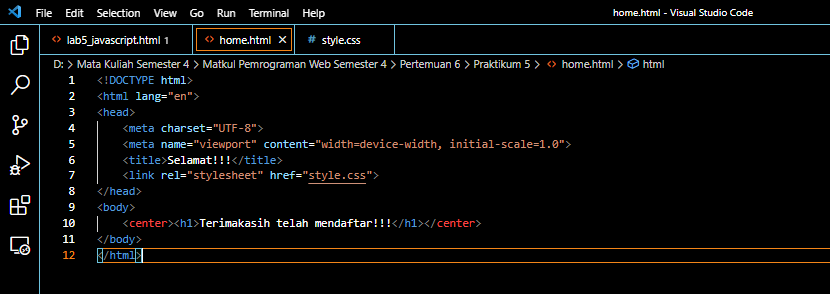 File Edit Selection View Go Run Terminal Help home.html - Visual Studio Code
lab5_javascript.html 1 home.html style.css
D: > Mata Kuliah Semester 4 > Matkul Pemrograman Web Semester 4 > Pertemuan 6 > Praktikum 5 > home.html > html
1 <!DOCTYPE html>
2 <html lang="en">
3 <head>
4 <meta charset="UTF-8">
5 <meta name="viewport" content="width=device-width, initial-scale=1.0">
6 <title>Selamat!!!</title>
7 <link rel="stylesheet" href="style.css">
8 </head>
9 <body>
10 <center><h1>Terimakasih telah mendaftar!!!</h1></center>
11 </body>
12 </html>